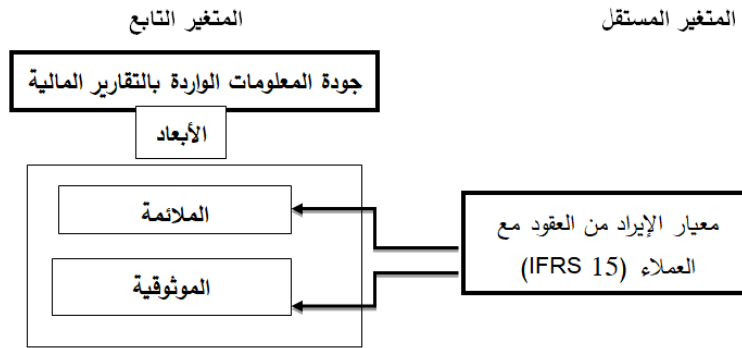 المتغير المستقل
المتغير التابع
جودة المعلومات الواردة بالتقارير المالية
الأبعاد
الملائمة
معيار الإيراد من العقود مع
العملاء (IFRS 15)
الموثوقية